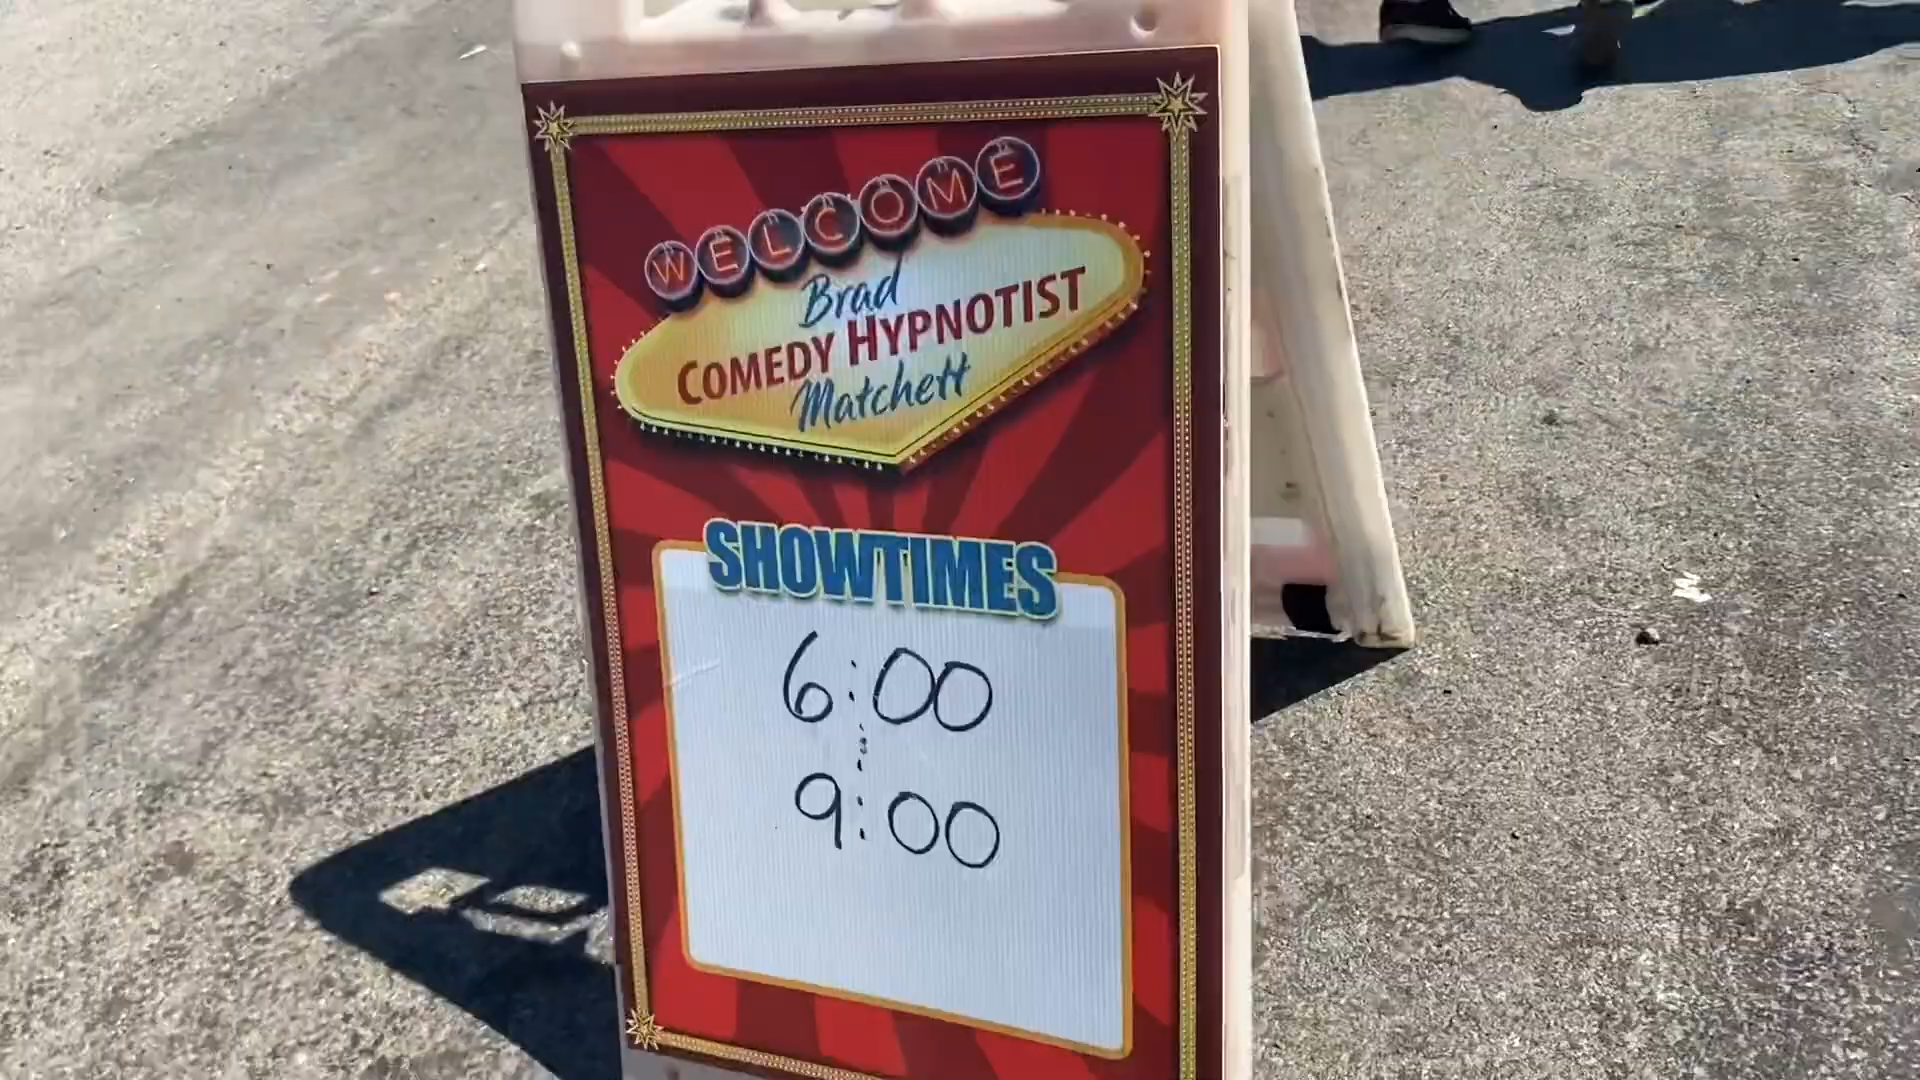 WELCOME
Brad
COMEDY HYPNOTIST
Matchett
SHOWTIMES
6:00
9:00